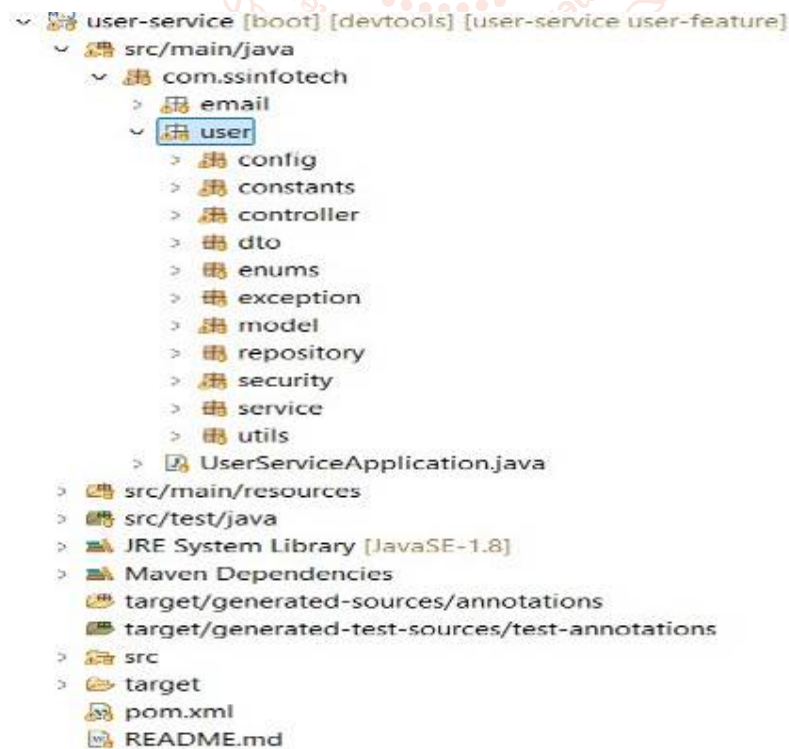 user-service [boot] [devtools] [user-service user-feature]
src/main/java
com.ssinfotech
email
user
config
constants
controller
dto
enums
exception
model
repository
security
service
utils
UserServiceApplication.java
src/main/resources
src/test/java
JRE System Library [JavaSE-1.8]
Maven Dependencies
target/generated-sources/annotations
target/generated-test-sources/test-annotations
src
target
pom.xml
README.md